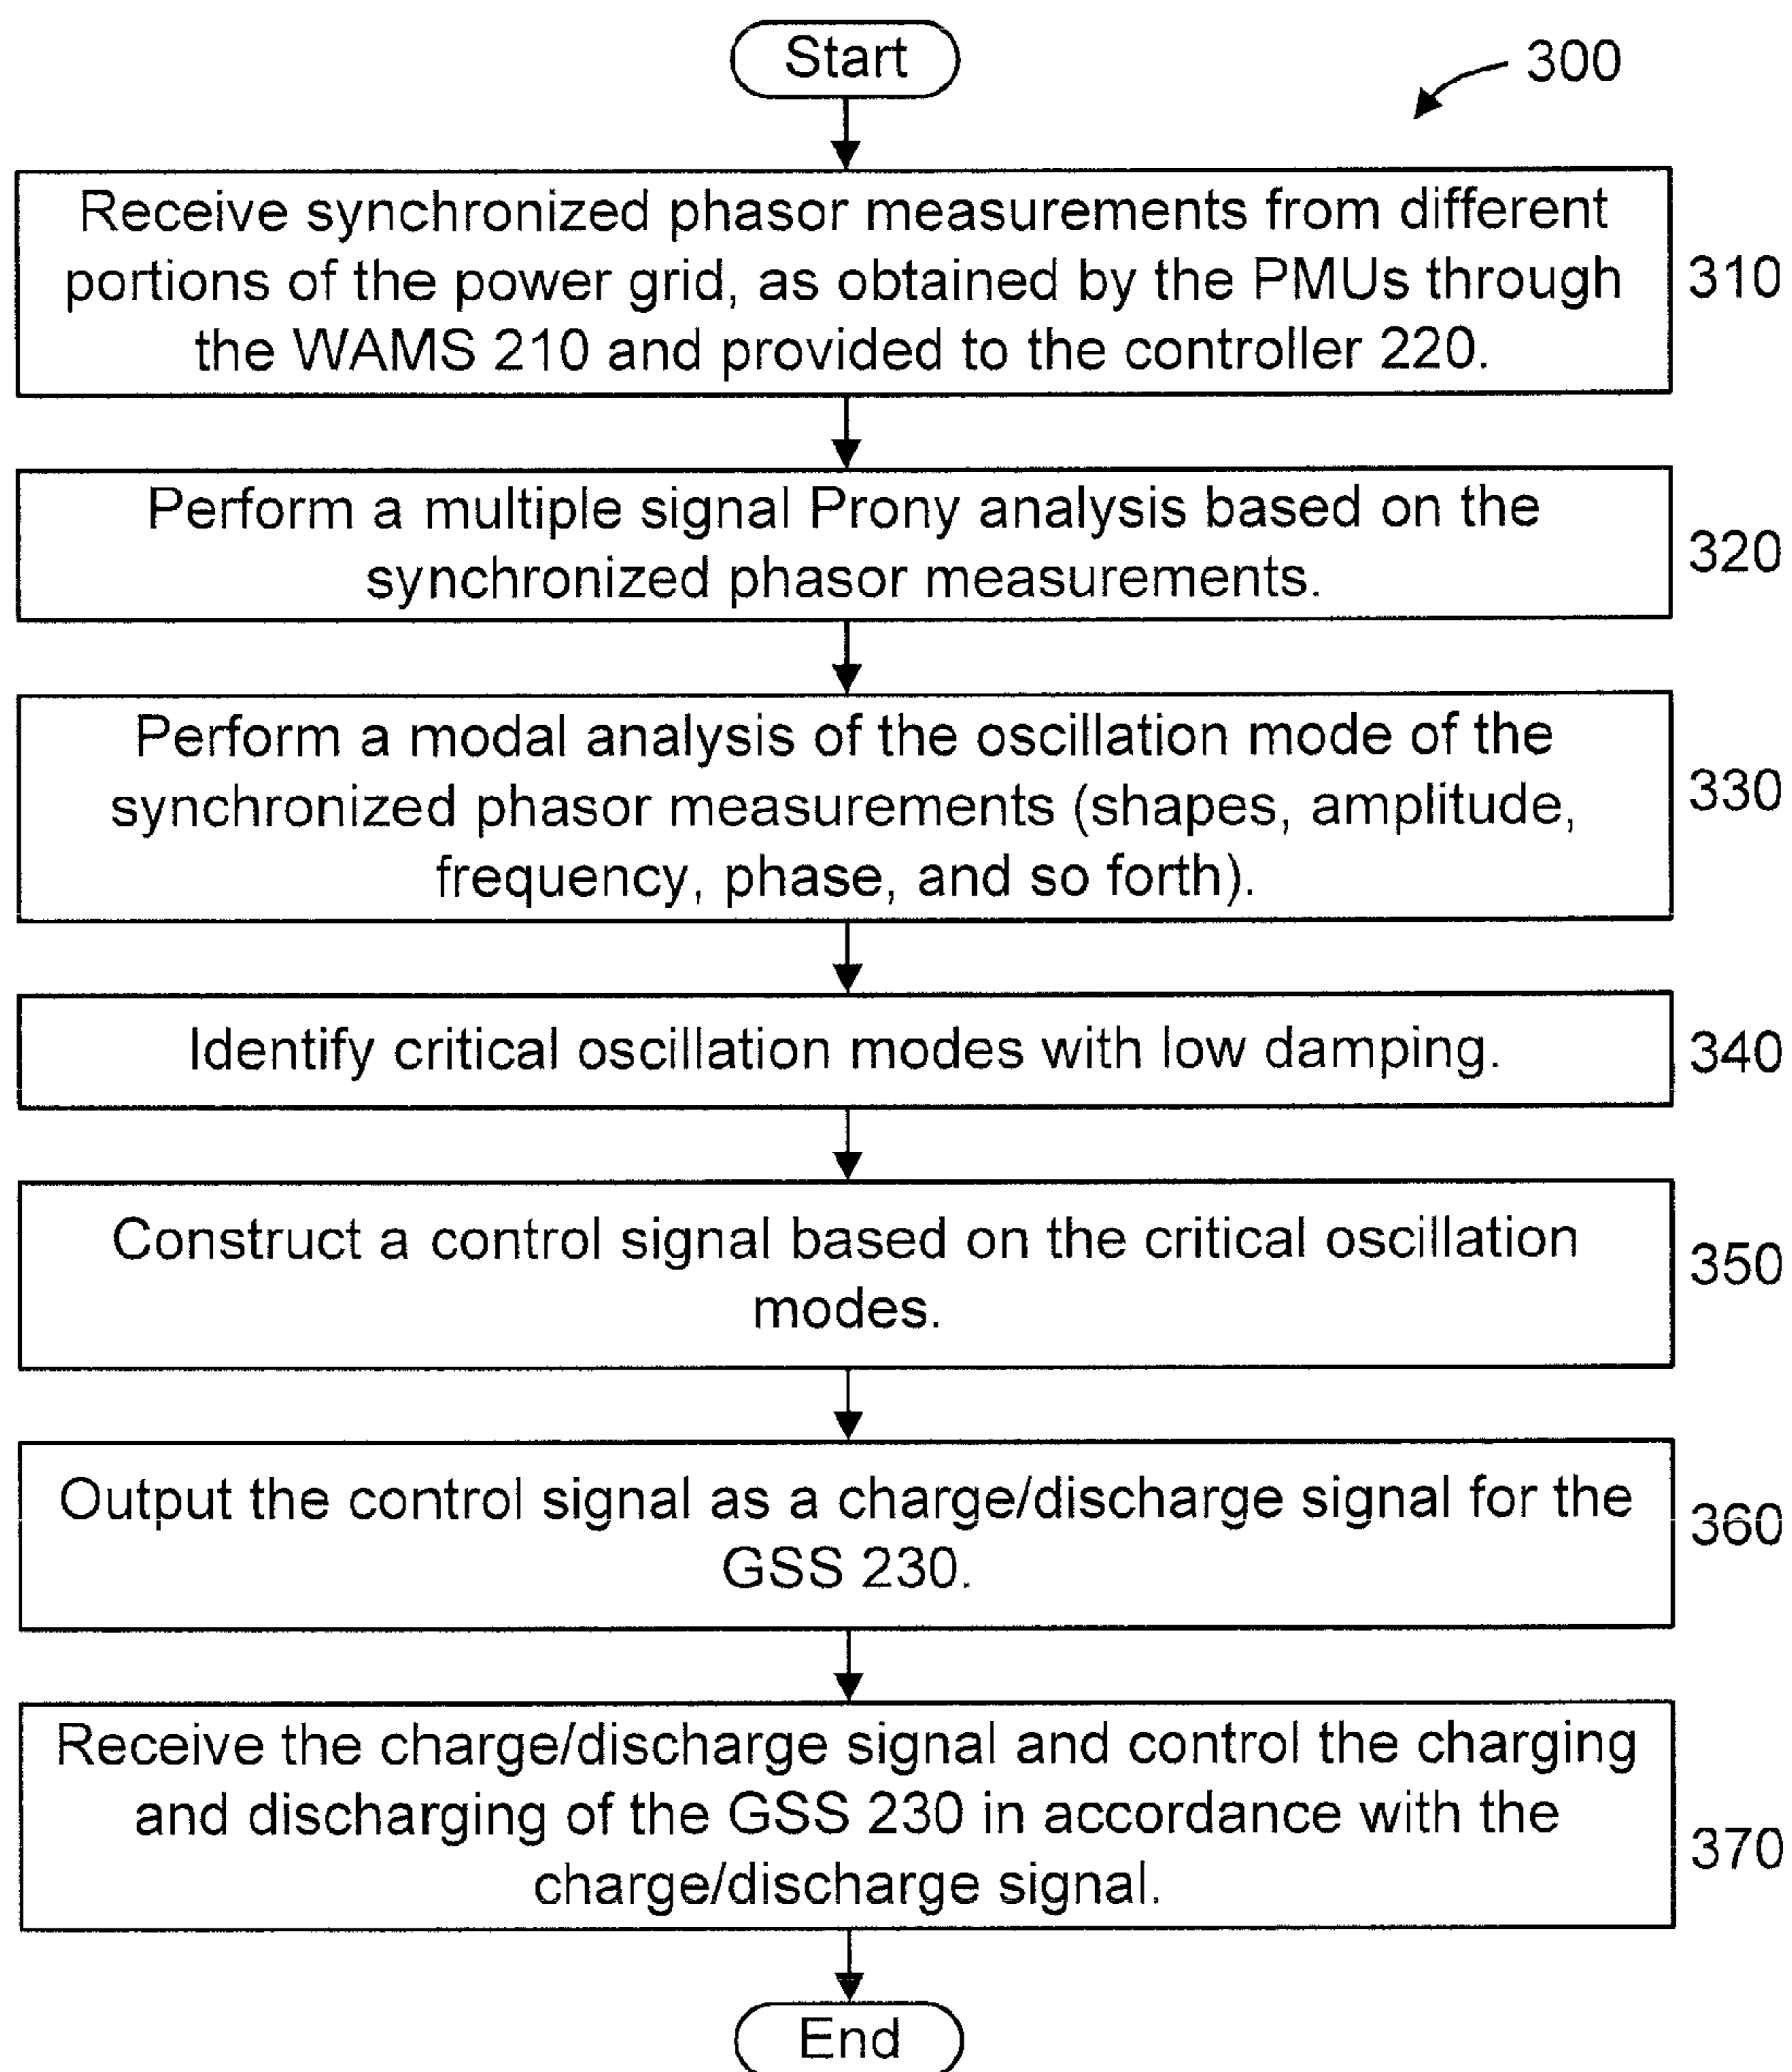 Start
300
Receive synchronized phasor measurements from different
portions of the power grid, as obtained by the PMUs through
the WAMS 210 and provided to the controller 220.
310
Perform a multiple signal Prony analysis based on the
synchronized phasor measurements.
320
Perform a modal analysis of the oscillation mode of the
synchronized phasor measurements (shapes, amplitude,
frequency, phase, and so forth).
330
Identify critical oscillation modes with low damping.
340
Construct a control signal based on the critical oscillation
modes.
350
Output the control signal as a charge/discharge signal for the
GSS 230.
360
Receive the charge/discharge signal and control the charging
and discharging of the GSS 230 in accordance with the
charge/discharge signal.
370
End